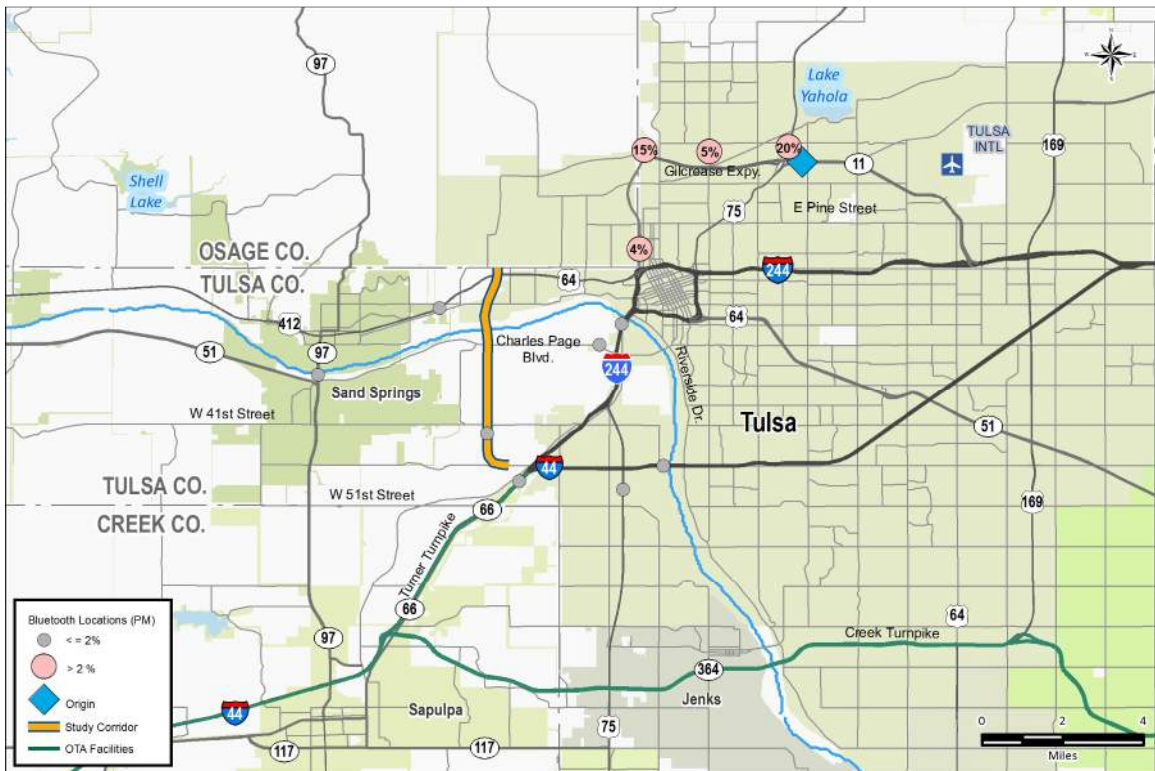 N
W
E
S
97
Lake
Yahola
TULSA
INTL
169
15%
5%
20%
Gilcrease Expy.
11
Shell
Lake
75
E Pine Street
OSAGE CO.
TULSA CO.
4%
64
244
412
51
97
Charles Page
Blvd.
244
64
Riverside Dr.
Sand Springs
W 41st Street
Tulsa
51
44
TULSA CO.
CREEK CO.
W 51st Street
66
169
Turner Turnpike
66
64
Creek Turnpike
97
364
Jenks
44
Sapulpa
75
117
117
Bluetooth Locations (PM)
< = 2%
> 2 %
Origin
Study Corridor
OTA Facilities
0 2 4
Miles